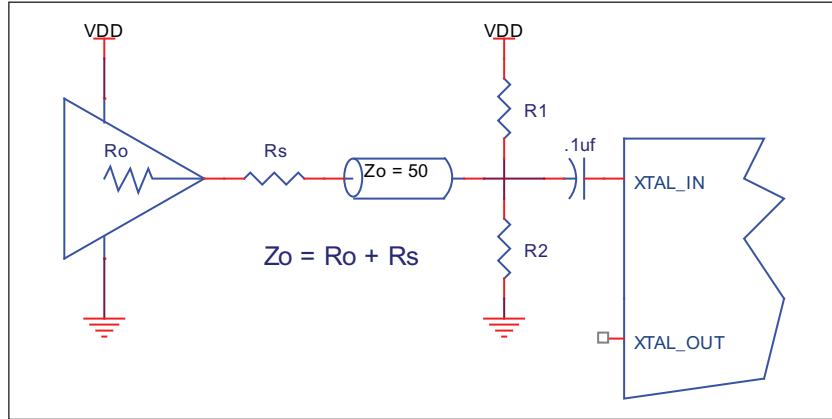 VDD
VDD
R1
Ro
Rs
Zo = 50
.1uf
XTAL_IN
Zo = Ro + Rs
R2
XTAL_OUT